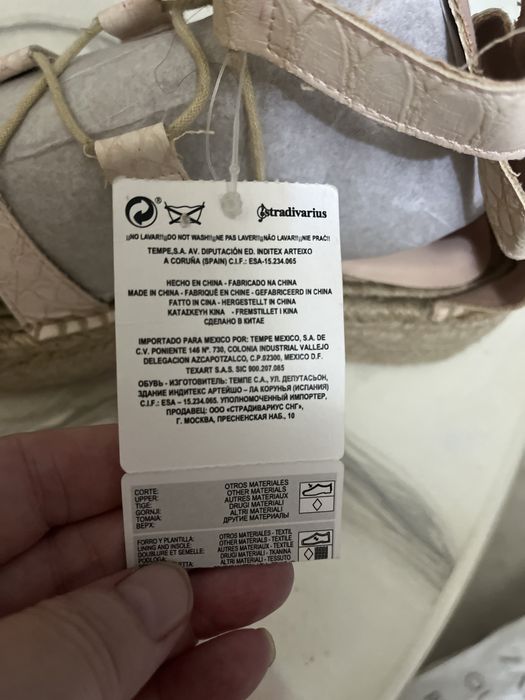 Stradivarius
¡¡NO LAVAR!!¡¡DO NOT WASH!!¡¡NE PAS LAVER!!¡¡NÃO LAVAR!!¡¡NIE PRAĆ!!
TEMPE,S.A. AV. DIPUTACIÓN ED. INDITEX ARTEIXO
A CORUÑA (SPAIN) C.I.F.: ESA-15.234.065
HECHO EN CHINA - FABRICADO NA CHINA
MADE IN CHINA - FABRIQUÉ EN CHINE - GEFABRICEERD IN CHINA
FATTO IN CINA - HERGESTELLT IN CHINA
KATAΣKEYH KINA - FREMSTILLET I KINA
СДЕЛАНО В КИТАЕ
IMPORTADO PARA MEXICO POR: TEMPE MEXICO, S.A. DE
C.V. PONIENTE 146 Nº. 730, COLONIA INDUSTRIAL VALLEJO
DELEGACION AZCAPOTZALCO, C.P.02300, MEXICO D.F.
TEXART S.A.S. SIC 900.207.085
ОБУВЬ - ИЗГОТОВИТЕЛЬ: ТЕМПЕ С.А., УЛ. ДЕПУТАСЬОН,
ЗДАНИЕ ИНДИТЕКС АРТЕЙШО – ЛА КОРУНЬЯ (ИСПАНИЯ)
C.I.F.: ESA – 15.234.065. УПОЛНОМОЧЕННЫЙ ИМПОРТЕР,
ПРОДАВЕЦ: ООО «СТРАДИВАРИУС СНГ»,
Г. МОСКВА, ПРЕСНЕНСКАЯ НАБ., 10
CORTE: OTROS MATERIALES
UPPER: OTHER MATERIALS
TIGE: AUTRES MATERIAUX
GORNJI: DRUGI MATERIALI
TOMAIA: ALTRI MATERIALI
ВЕРХ: ДРУГИЕ МАТЕРИАЛЫ
FORRO Y PLANTILLA: OTROS MATERIALES - TEXTIL
LINING AND INSOLE: OTHER MATERIALS - TEXTILE
DOUBLURE ET SEMELLE: AUTRES MATERIAUX - TEXTILE
PODLOGA: DRUGI MATERIALI - TKANINA
ALTRI MATERIALI - TESSUTO